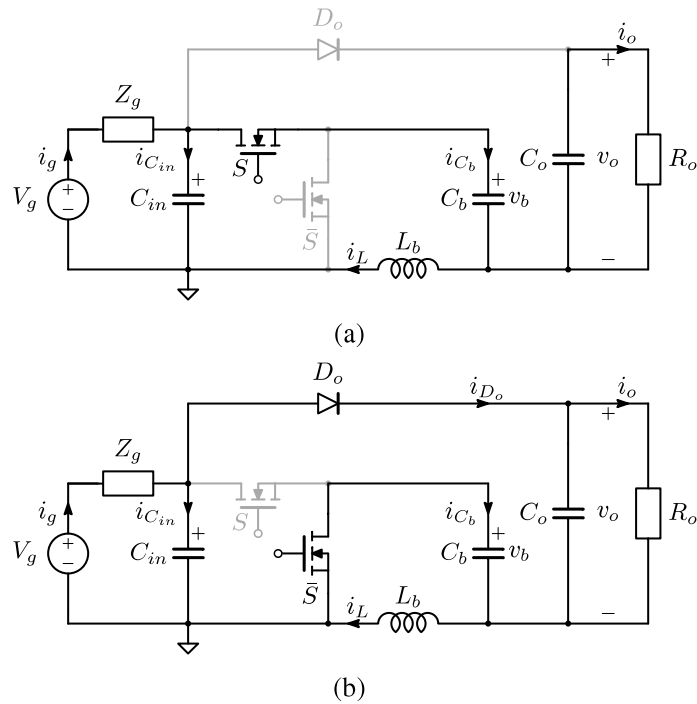 D_o
i_o
+
Z_g
i_g
i_{C_{in}}
S
i_{C_b}
V_g
+
−
C_{in}
+
S̄
C_b
+
v_b
C_o
v_o
R_o
i_L
L_b
−
(a)
D_o
i_{D_o}
i_o
+
Z_g
i_g
i_{C_{in}}
S
i_{C_b}
V_g
+
−
C_{in}
+
S̄
C_b
+
v_b
C_o
v_o
R_o
i_L
L_b
−
(b)